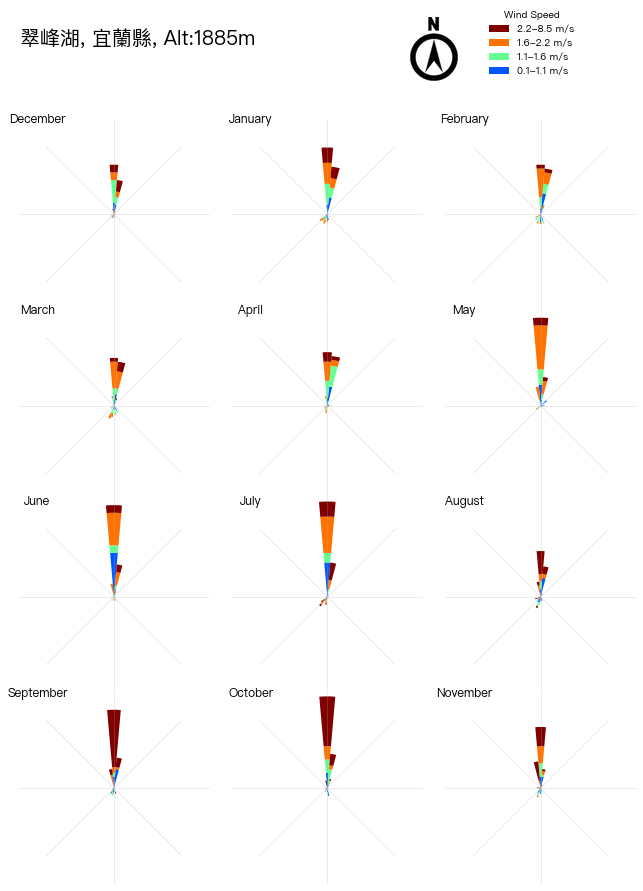 翠峰湖, 宜蘭縣, Alt:1885m
N
Wind Speed
2.2–8.5 m/s
1.6–2.2 m/s
1.1–1.6 m/s
0.1–1.1 m/s
December
January
February
March
April
May
June
July
August
September
October
November